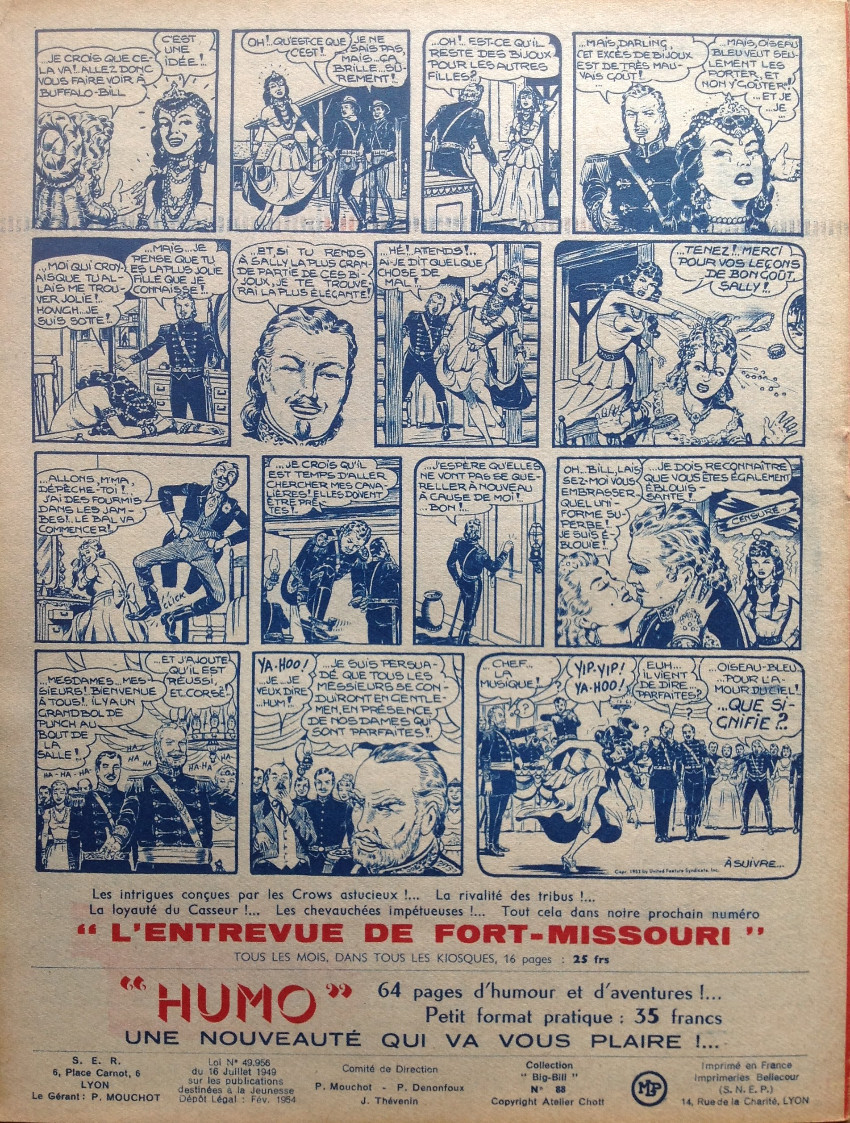 ...JE CROIS QUE CE-
LA VA!. ALLEZ DONC
VOUS FAIRE VOIR À
BUFFALO-BILL
C'EST
UNE
IDÉE!.
OH!. QU'EST-CE QUE
C'EST!.
JE NE
SAIS PAS,
MAIS...ÇA
BRILLE...SÛ-
REMENT!
...OH!. EST-CE QU'IL
RESTE DES BIJOUX
POUR LES AUTRES
FILLES?.
...MAIS, DARLING,
CET EXCÈS DE BIJOUX
EST DE TRÈS MAU-
VAIS GOÛT!.
...MAIS, OISEAU
BLEU VEUT SEU-
LEMENT LES
PORTER, ET
NON Y GOÛTER!.
...ET JE
...JE...
...MOI QUI CROY-
AIS QUE TU AL-
LAIS ME TROU-
VER JOLIE!.
HOWGH...JE
SUIS SOTTE!.
...MAIS...JE
PENSE QUE TU
ES LA PLUS JOLIE
FILLE QUE JE
CONNAISSE!.
...ET, SI TU RENDS
À SALLY LA PLUS GRAN-
DE PARTIE DE CES BI-
JOUX, JE TE TROUVE-
RAI LA PLUS ÉLÉGANTE!
...HÉ!. ATENDS!..
AI-JE DIT QUELQUE
CHOSE DE
MAL!.
...TENEZ!. MERCI
POUR VOS LEÇONS
DE BON GOÛT,
SALLY!.
...ALLONS, M'MA,
DÉPÈCHE-TOI!.
J'AI DES FOURMIS
DANS LES JAM-
BES!. LE BAL VA
COMMENCER!
CLICK
...JE CROIS QU'IL
EST TEMPS D'ALLER
CHERCHER MES CAVA-
LIÈRES! ELLES DOIVENT
ÊTRE PRÊ-
TES!.
...J'ESPÈRE QU'ELLES
NE VONT PAS SE QUE-
RELLER À NOUVEAU
À CAUSE DE MOI!.
...BON!.
OH..BILL, LAIS-
SEZ-MOI VOUS
EMBRASSER
QUEL UNI-
FORME SU-
PERBE!
JE SUIS É-
BLOUIE!
...JE DOIS RECONNAÎTRE
QUE VOUS ÊTES ÉGALEMENT
ÉBLOUIS-
SANTE!.
CENSURÉ
...MESDAMES...MES-
SIEURS! BIENVENUE
À TOUS!. IL Y A UN
GRAND BOL DE
PUNCH AU
BOUT DE
LA
SALLE!..
...ET J'AJOUTE
QU'IL EST
RÉUSSI,
ET..CORSÉ!
HA-HA-HA-
HA
HA
HA
HA-HA
YA-HOO!
...JE...JE
VEUX DIRE
...HUM!
...JE SUIS PERSUA-
DÉ QUE TOUS LES
MESSIEURS SE CON-
DUIRONT EN GENTLE-
MEN, EN PRÉSENCE
DE NOS DAMES QUI
SONT PARFAITES!.
CHEF...
LA
MUSIQUE!
YIP-YIP!
YA-HOO!
EUH...
IL VIENT
DE DIRE..
PARFAITES?.
...OISEAU-BLEU
..POUR L'A-
MOUR DU CIEL!.
...QUE SI-
GNIFIE?.
Copr. 1952 by United Feature Syndicate, Inc.
À SUIVRE...
Les intrigues conçues par les Crows astucieux !... La rivalité des tribus !...
La loyauté du Casseur !... Les chevauchées impétueuses !... Tout cela dans notre prochain numéro
" L'ENTREVUE DE FORT-MISSOURI "
TOUS LES MOIS, DANS TOUS LES KIOSQUES, 16 pages : 25 frs
"HUMO"
64 pages d'humour et d'aventures !...
Petit format pratique : 35 francs
UNE NOUVEAUTÉ QUI VA VOUS PLAIRE !...
S. E. R.
6, Place Carnot, 6
LYON
Le Gérant : P. MOUCHOT
Loi N° 49.956
du 16 Juillet 1949
sur les publications
destinées à la Jeunesse
Dépôt Légal : Fév. 1954
Comité de Direction
P. Mouchot - P. Denonfoux
J. Thévenin
Collection
" Big-Bill "
N° 88
Copyright Atelier Chott
MLP
Imprimé en France
Imprimeries Bellecour
(S. N. E. P.)
14, Rue de la Charité, LYON